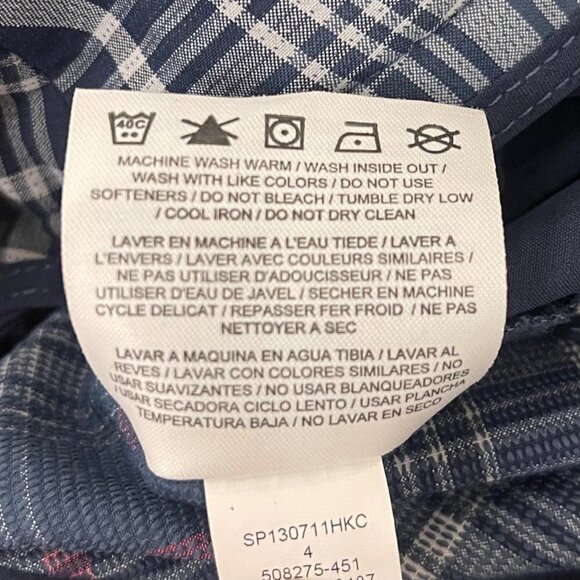 40C
MACHINE WASH WARM / WASH INSIDE OUT /
WASH WITH LIKE COLORS / DO NOT USE
SOFTENERS / DO NOT BLEACH / TUMBLE DRY LOW
/ COOL IRON / DO NOT DRY CLEAN
LAVER EN MACHINE A L'EAU TIEDE / LAVER A
L'ENVERS / LAVER AVEC COULEURS SIMILAIRES /
NE PAS UTILISER D'ADOUCISSEUR / NE PAS
UTILISER D'EAU DE JAVEL / SECHER EN MACHINE
CYCLE DELICAT / REPASSER FER FROID / NE PAS
NETTOYER A SEC
LAVAR A MAQUINA EN AGUA TIBIA / LAVAR AL
REVES / LAVAR CON COLORES SIMILARES / NO
USAR SUAVIZANTES / NO USAR BLANQUEADORES
/ USAR SECADORA CICLO LENTO / USAR PLANCHA
TEMPERATURA BAJA / NO LAVAR EN SECO
SP130711HKC
4
508275-451